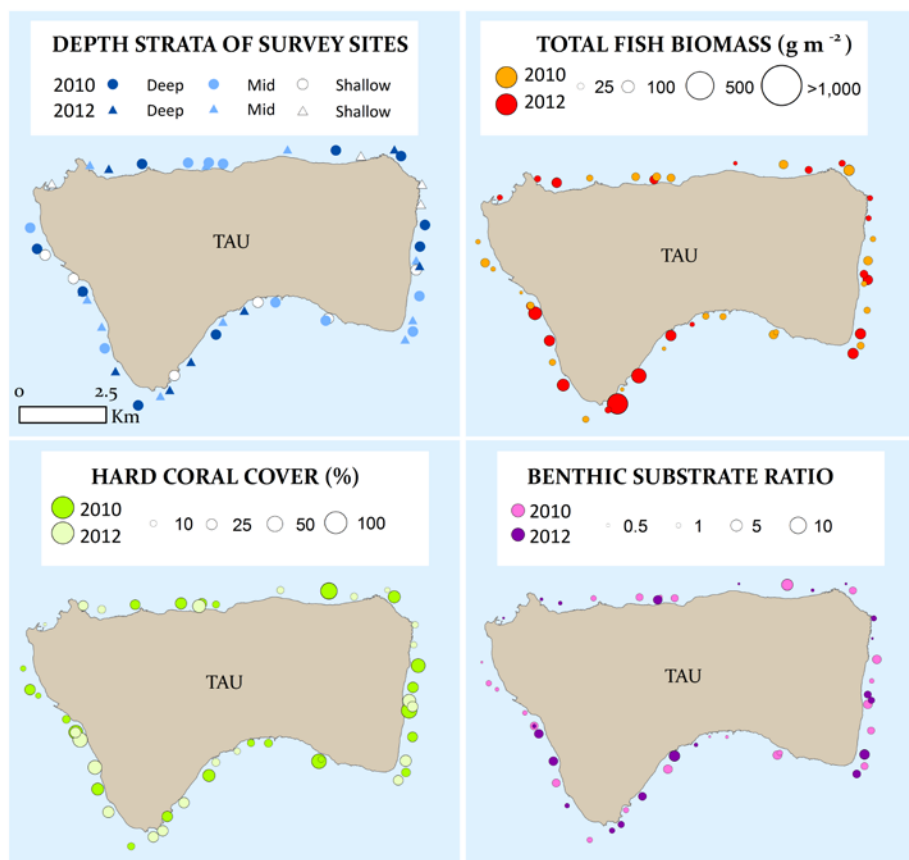 DEPTH STRATA OF SURVEY SITES
2010 Deep Mid Shallow
2012 Deep Mid Shallow
TAU
0 2.5
Km
TOTAL FISH BIOMASS (g m⁻²)
2010
2012
25 100 500 >1,000
TAU
HARD CORAL COVER (%)
2010
2012
10 25 50 100
TAU
BENTHIC SUBSTRATE RATIO
2010
2012
0.5 1 5 10
TAU